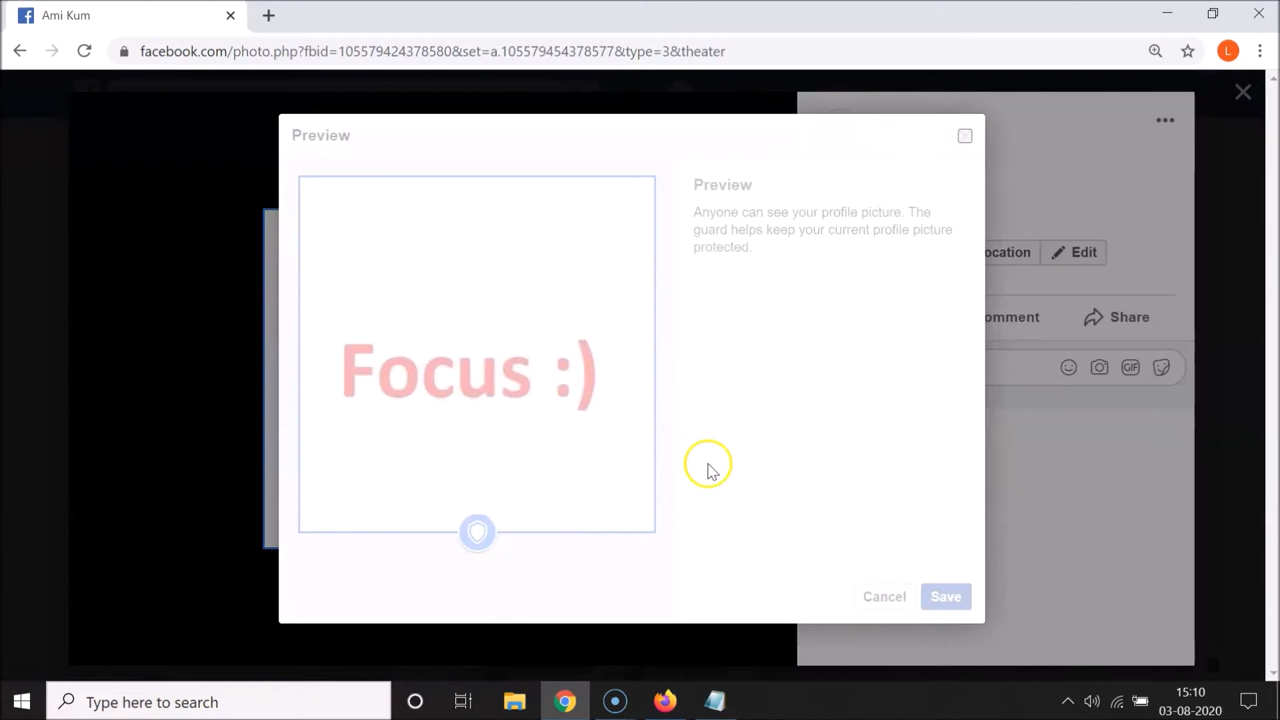 Ami Kum
facebook.com/photo.php?fbid=105579424378580&set=a.105579454378577&type=3&theater
L
Preview
Preview
Anyone can see your profile picture. The
guard helps keep your current profile picture
protected.
Focus :)
ocation
Edit
omment
Share
GIF
Cancel
Save
Type here to search
15:10
03-08-2020